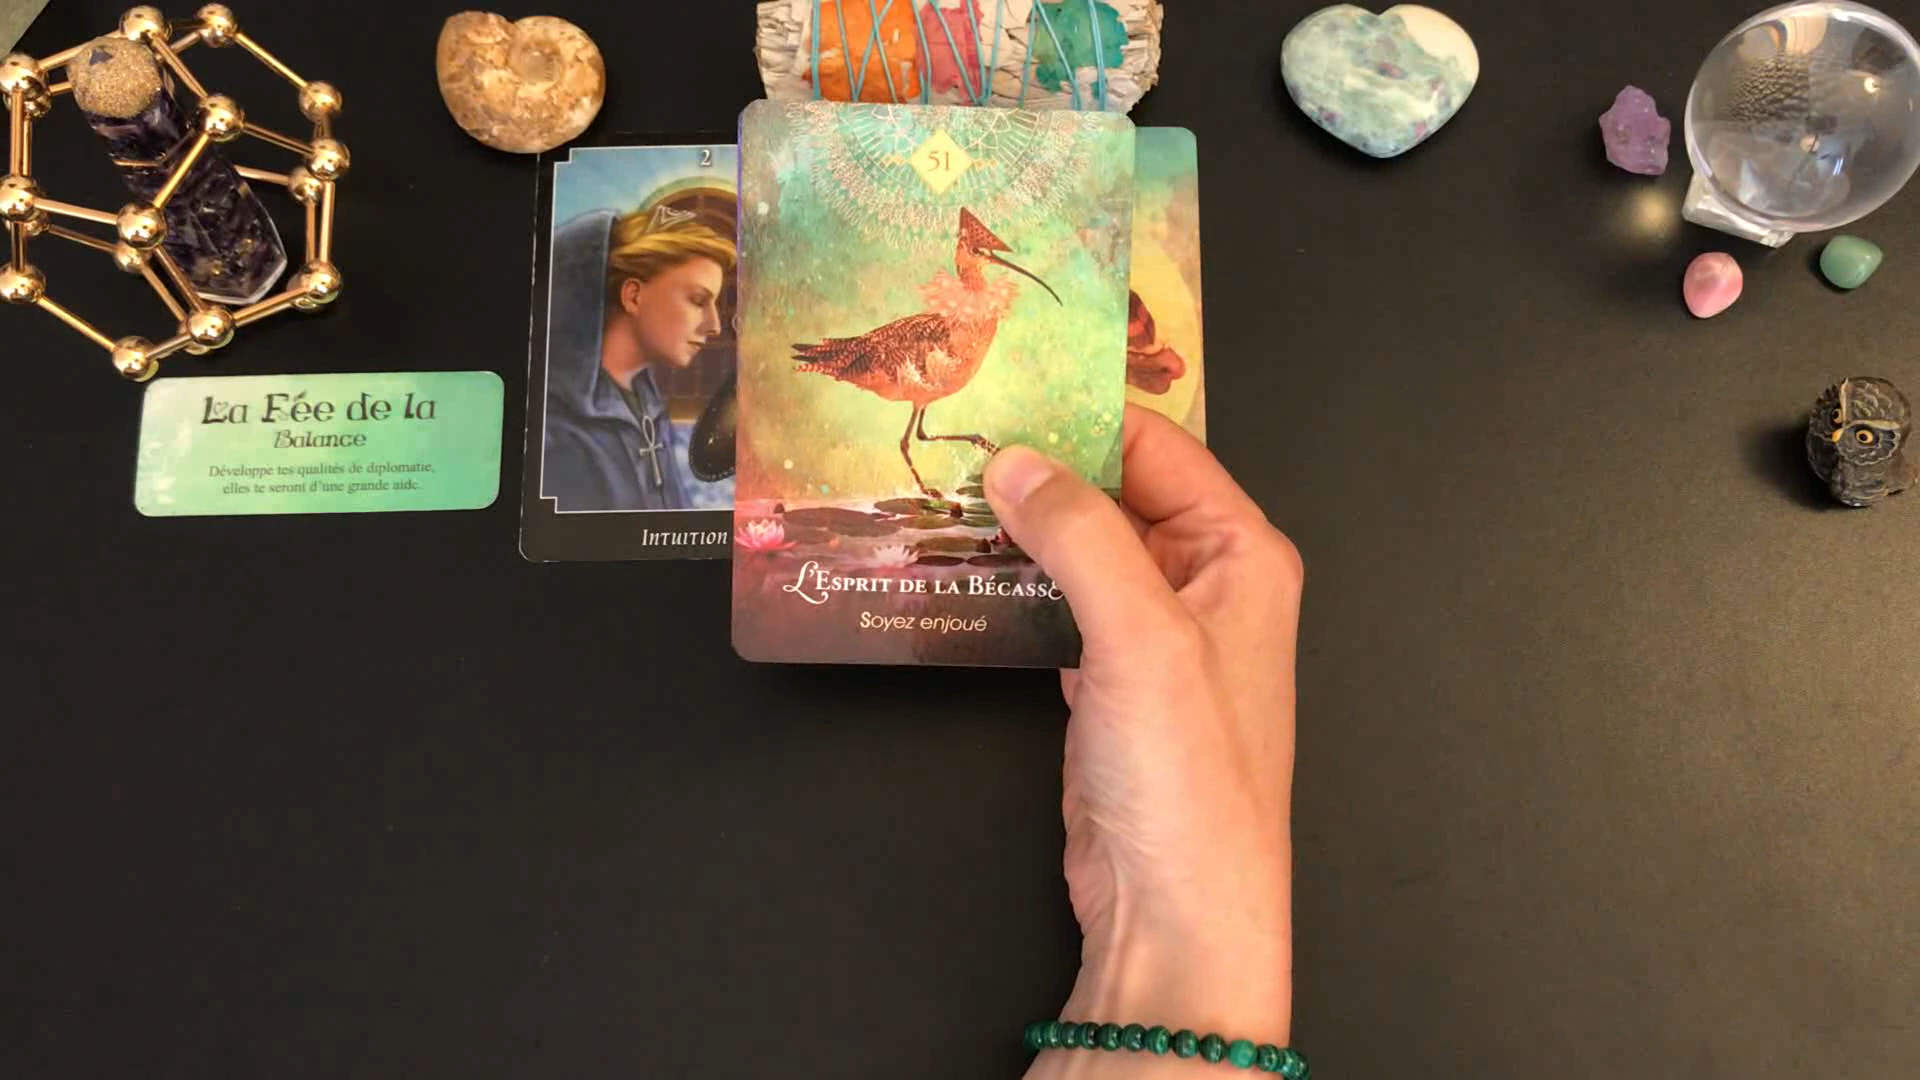 La Fée de la
Balance
Développe tes qualités de diplomatie,
elles te seront d'une grande aide.
2
Intuition
51
L'Esprit de la Bécasse
Soyez enjoué